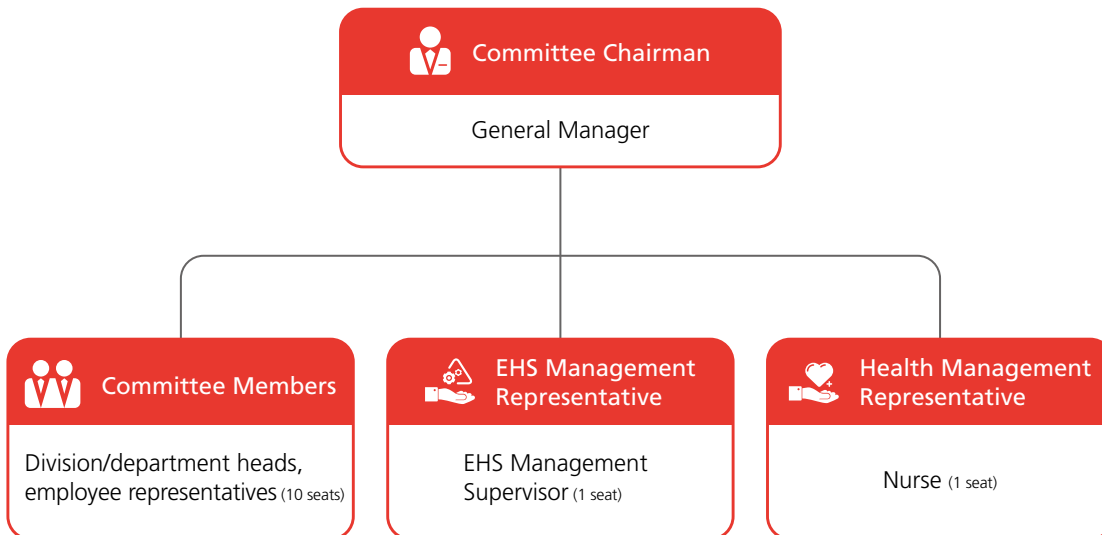 Committee Chairman
General Manager
Committee Members
Division/department heads,
employee representatives (10 seats)
EHS Management
Representative
EHS Management
Supervisor (1 seat)
Health Management
Representative
Nurse (1 seat)